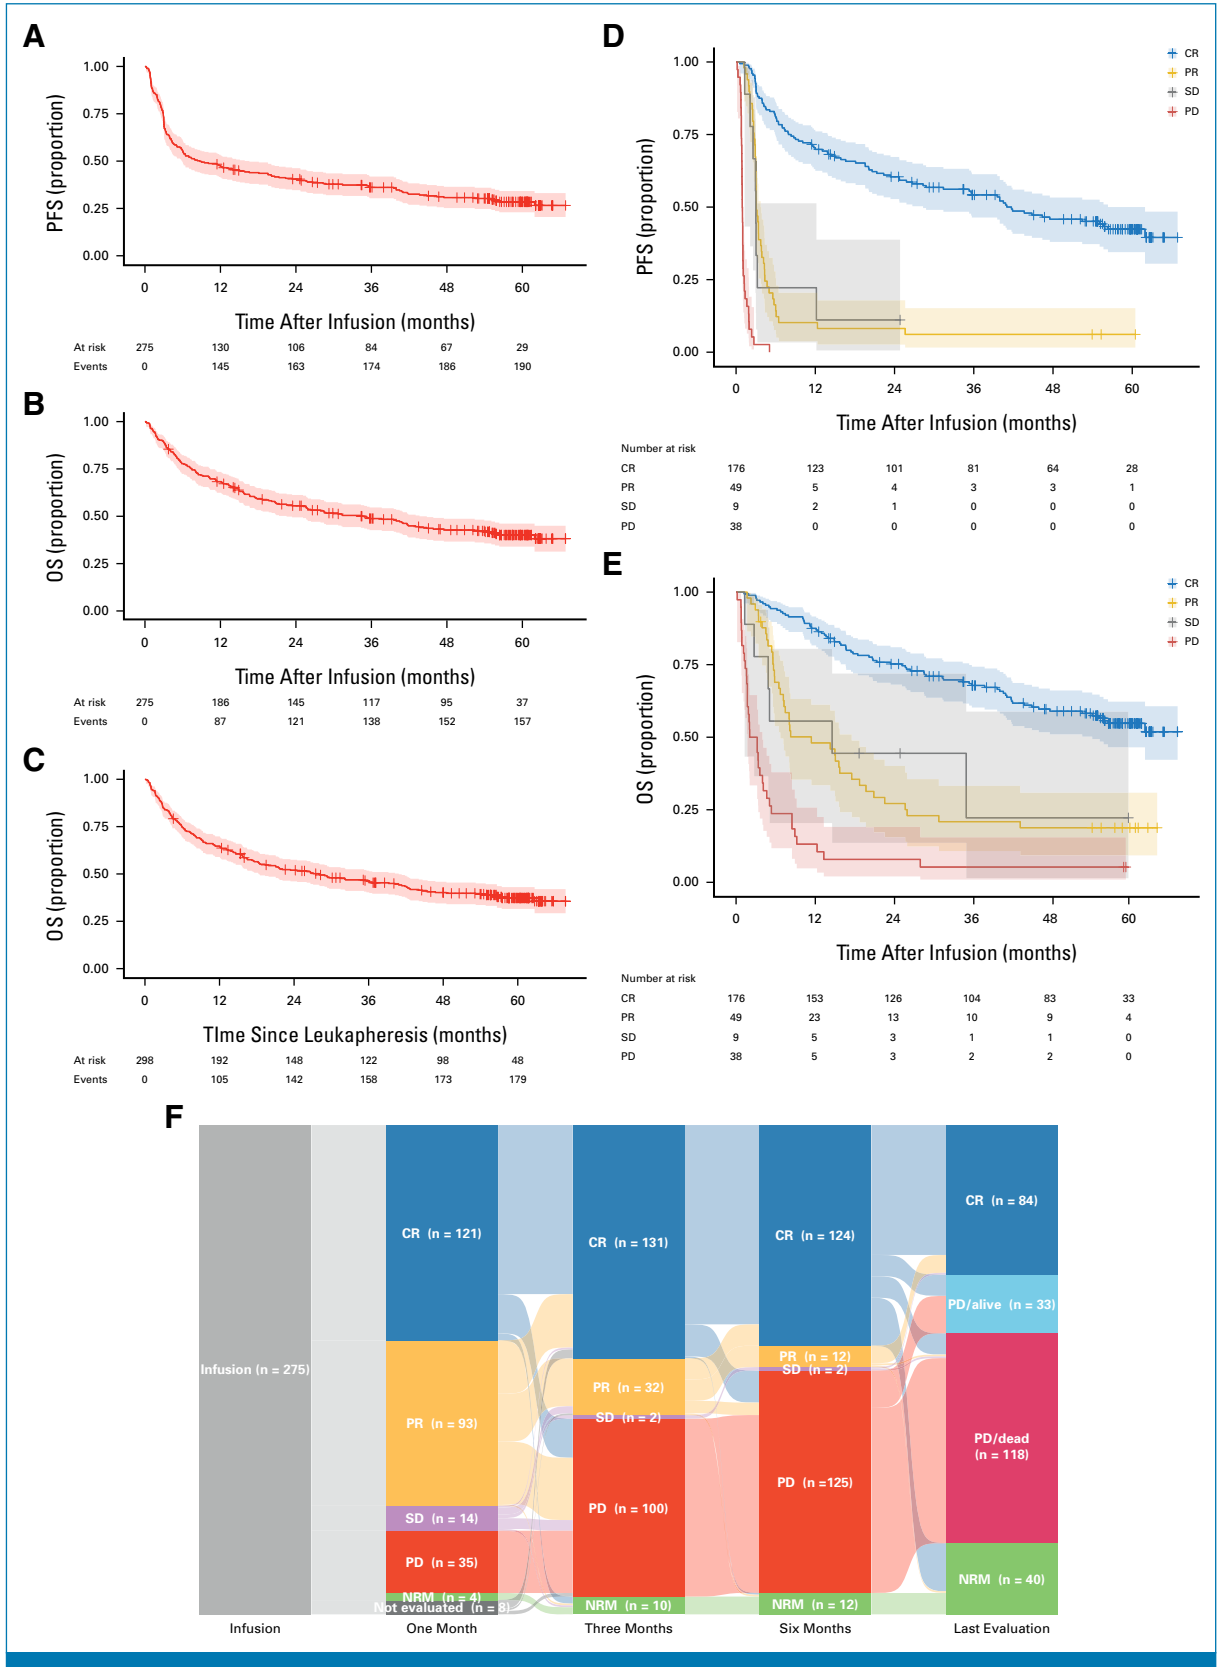 A
PFS (proportion)
1.00
0.75
0.50
0.25
0.00
0 12 24 36 48 60
Time After Infusion (months)
At risk 275 130 106 84 67 29
Events 0 145 163 174 186 190
B
OS (proportion)
1.00
0.75
0.50
0.25
0.00
0 12 24 36 48 60
Time After Infusion (months)
At risk 275 186 145 117 95 37
Events 0 87 121 138 152 157
C
OS (proportion)
1.00
0.75
0.50
0.25
0.00
0 12 24 36 48 60
TIme Since Leukapheresis (months)
At risk 298 192 148 122 98 48
Events 0 105 142 158 173 179
D
PFS (proportion)
1.00
0.75
0.50
0.25
0.00
CR
PR
SD
PD
0 12 24 36 48 60
Time After Infusion (months)
Number at risk
CR 176 123 101 81 64 28
PR 49 5 4 3 3 1
SD 9 2 1 0 0 0
PD 38 0 0 0 0 0
E
OS (proportion)
1.00
0.75
0.50
0.25
0.00
CR
PR
SD
PD
0 12 24 36 48 60
Time After Infusion (months)
Number at risk
CR 176 153 126 104 83 33
PR 49 23 13 10 9 4
SD 9 5 3 1 1 0
PD 38 5 3 2 2 0
F
Infusion (n = 275)
CR (n = 121)
PR (n = 93)
SD (n = 14)
PD (n = 35)
NRM (n = 4)
Not evaluated (n = 8)
CR (n = 131)
PR (n = 32)
SD (n = 2)
PD (n = 100)
NRM (n = 10)
CR (n = 124)
PR (n = 12)
SD (n = 2)
PD (n =125)
NRM (n = 12)
CR (n = 84)
PD/alive (n = 33)
PD/dead
(n = 118)
NRM (n = 40)
Infusion One Month Three Months Six Months Last Evaluation